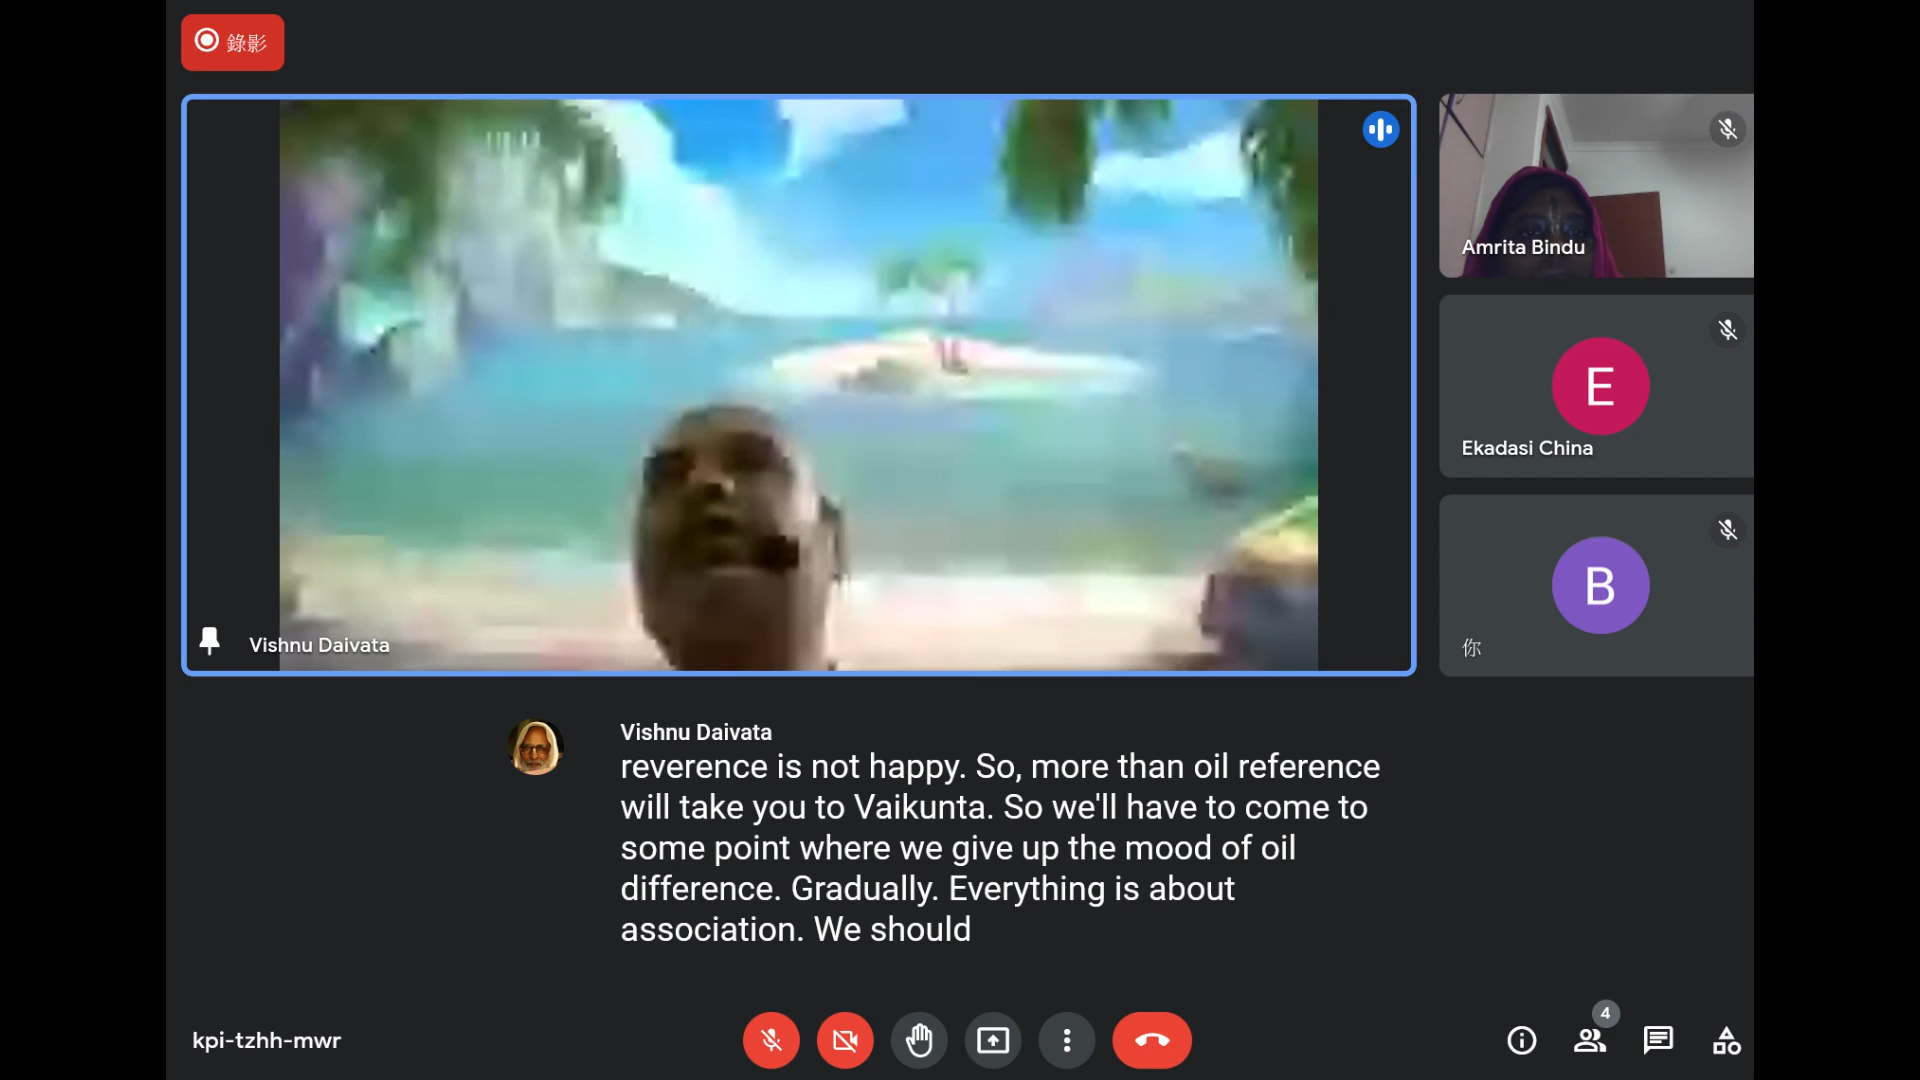 錄影
Amrita Bindu
E
Ekadasi China
B
你
Vishnu Daivata
Vishnu Daivata
reverence is not happy. So, more than oil reference
will take you to Vaikunta. So we'll have to come to
some point where we give up the mood of oil
difference. Gradually. Everything is about
association. We should
kpi-tzhh-mwr
4